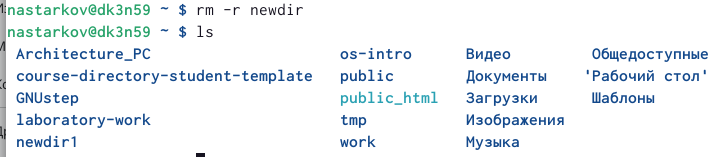 nastarkov@dk3n59 ~ $ rm -r newdir
nastarkov@dk3n59 ~ $ ls
Architecture_PC os-intro Видео Общедоступные
course-directory-student-template public Документы 'Рабочий стол'
GNUstep public_html Загрузки Шаблоны
laboratory-work tmp Изображения
newdir1 work Музыка